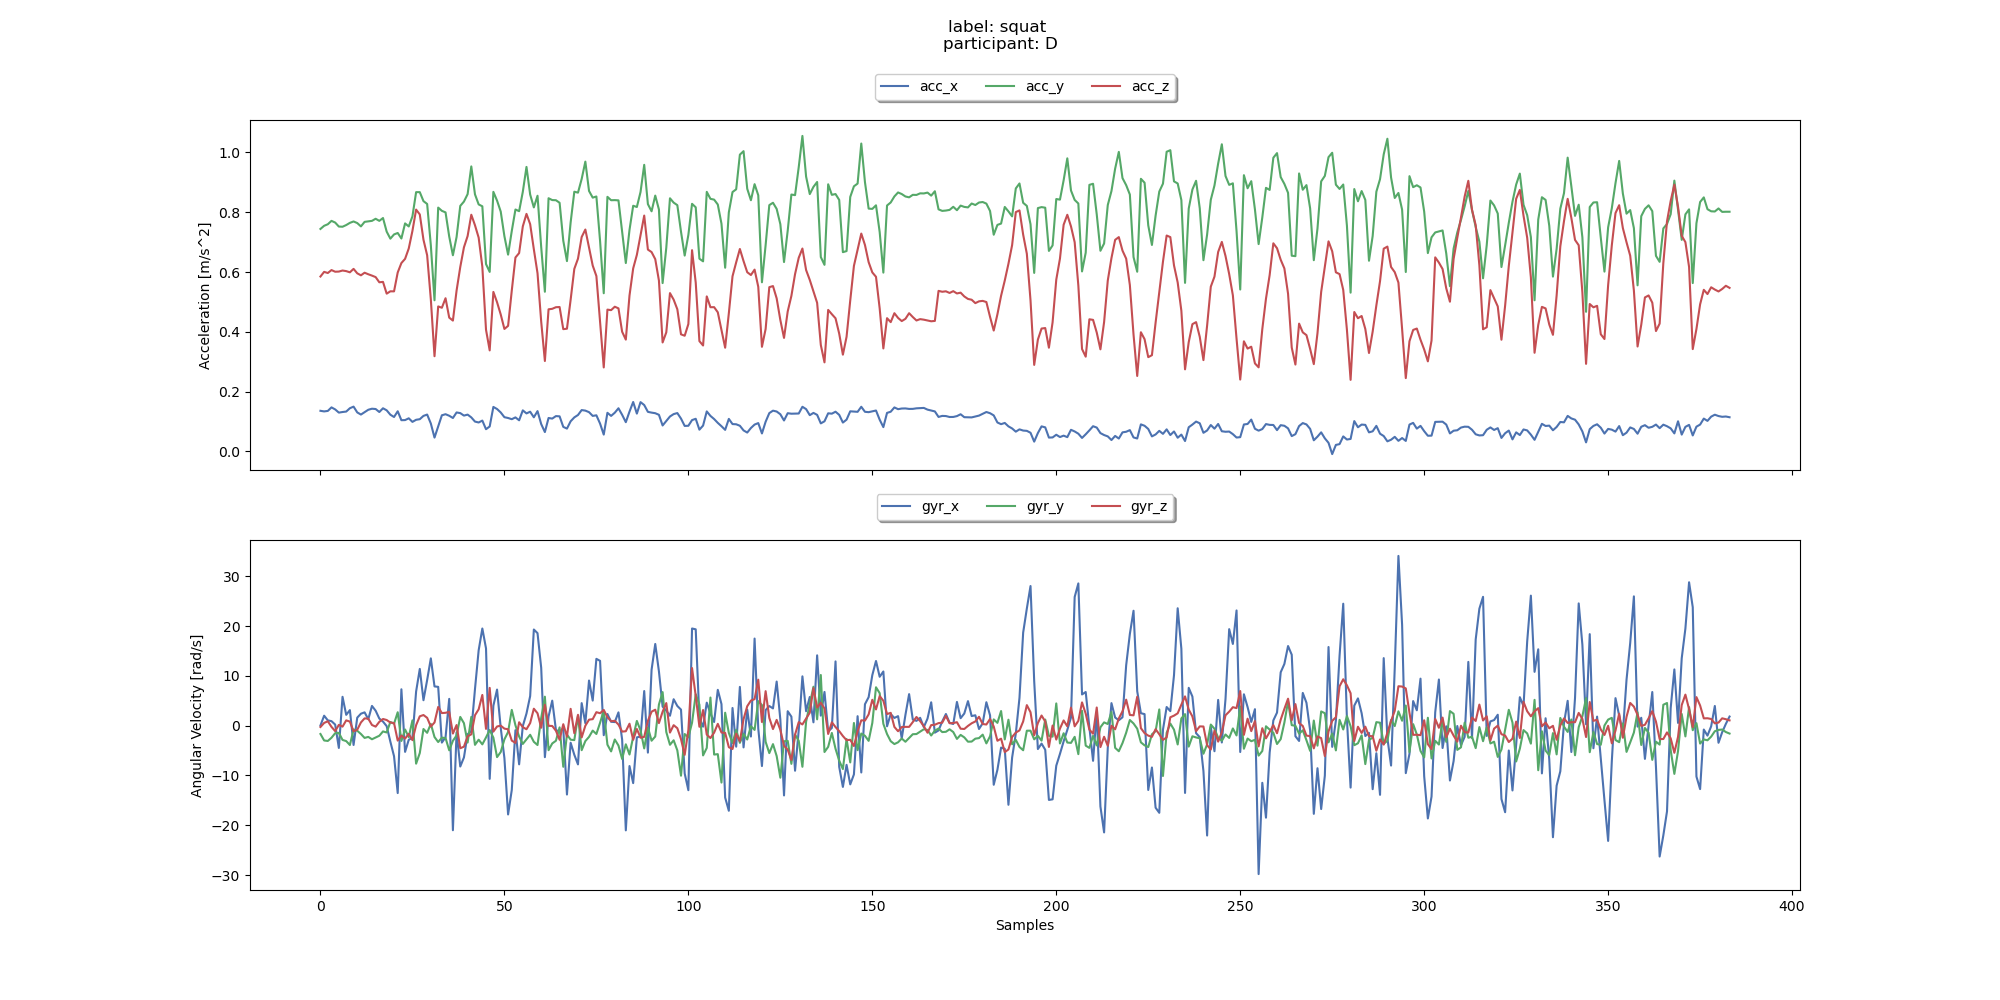 label: squat
participant: D
acc_x acc_y acc_z
Acceleration [m/s^2]
1.0
0.8
0.6
0.4
0.2
0.0
gyr_x gyr_y gyr_z
Angular Velocity [rad/s]
30
20
10
0
−10
−20
−30
0 50 100 150 200 250 300 350 400
Samples